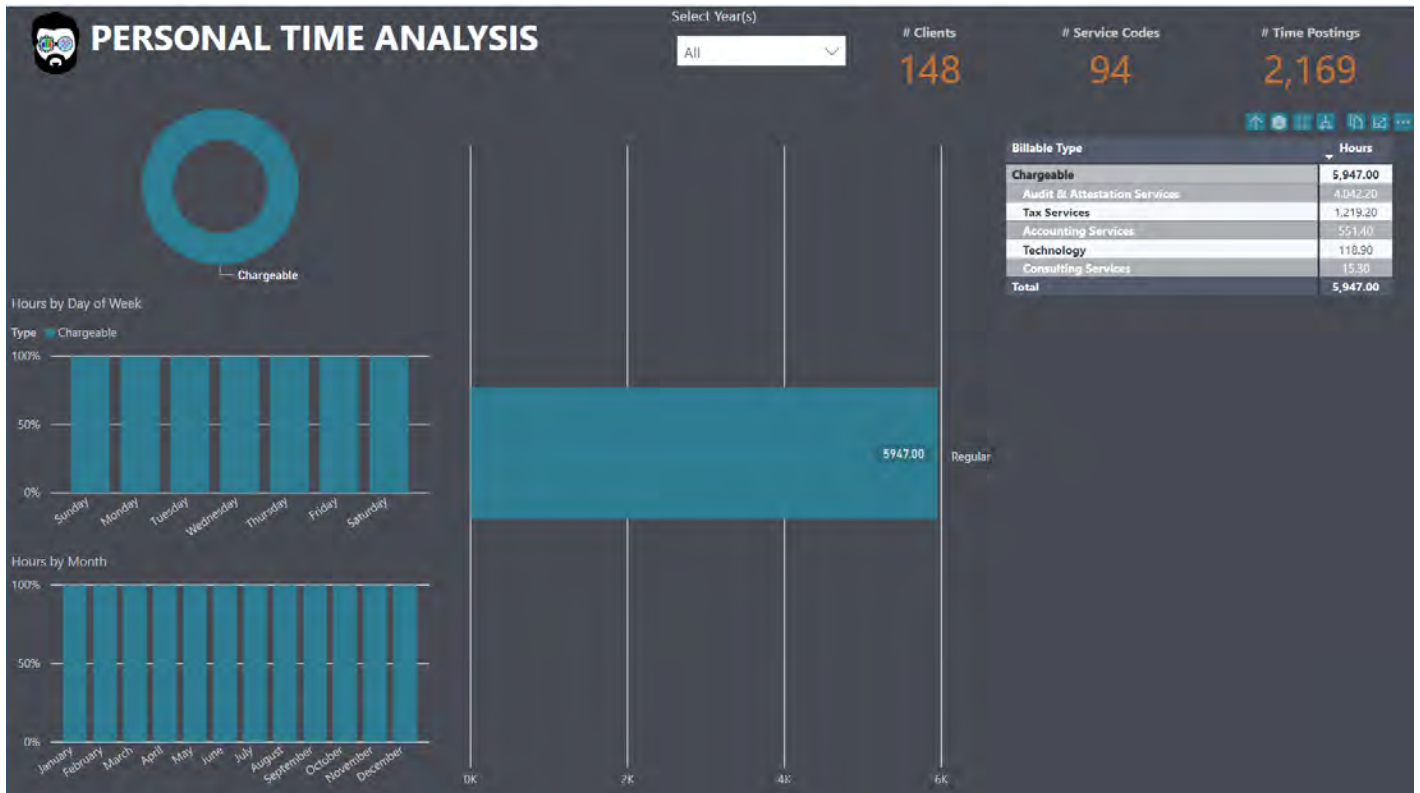 PERSONAL TIME ANALYSIS
Select Year(s)
All
# Clients
148
# Service Codes
94
# Time Postings
2,169
Chargeable
Billable Type Hours
Chargeable 5,947.00
Audit & Attestation Services 4,042.20
Tax Services 1,219.20
Accounting Services 551.40
Technology 118.90
Consulting Services 15.30
Total 5,947.00
Hours by Day of Week
Type Chargeable
100%
50%
0%
Sunday Monday Tuesday Wednesday Thursday Friday Saturday
5947.00
Regular
0K 2K 4K 6K
Hours by Month
100%
50%
0%
January February March April May June July August September October November December